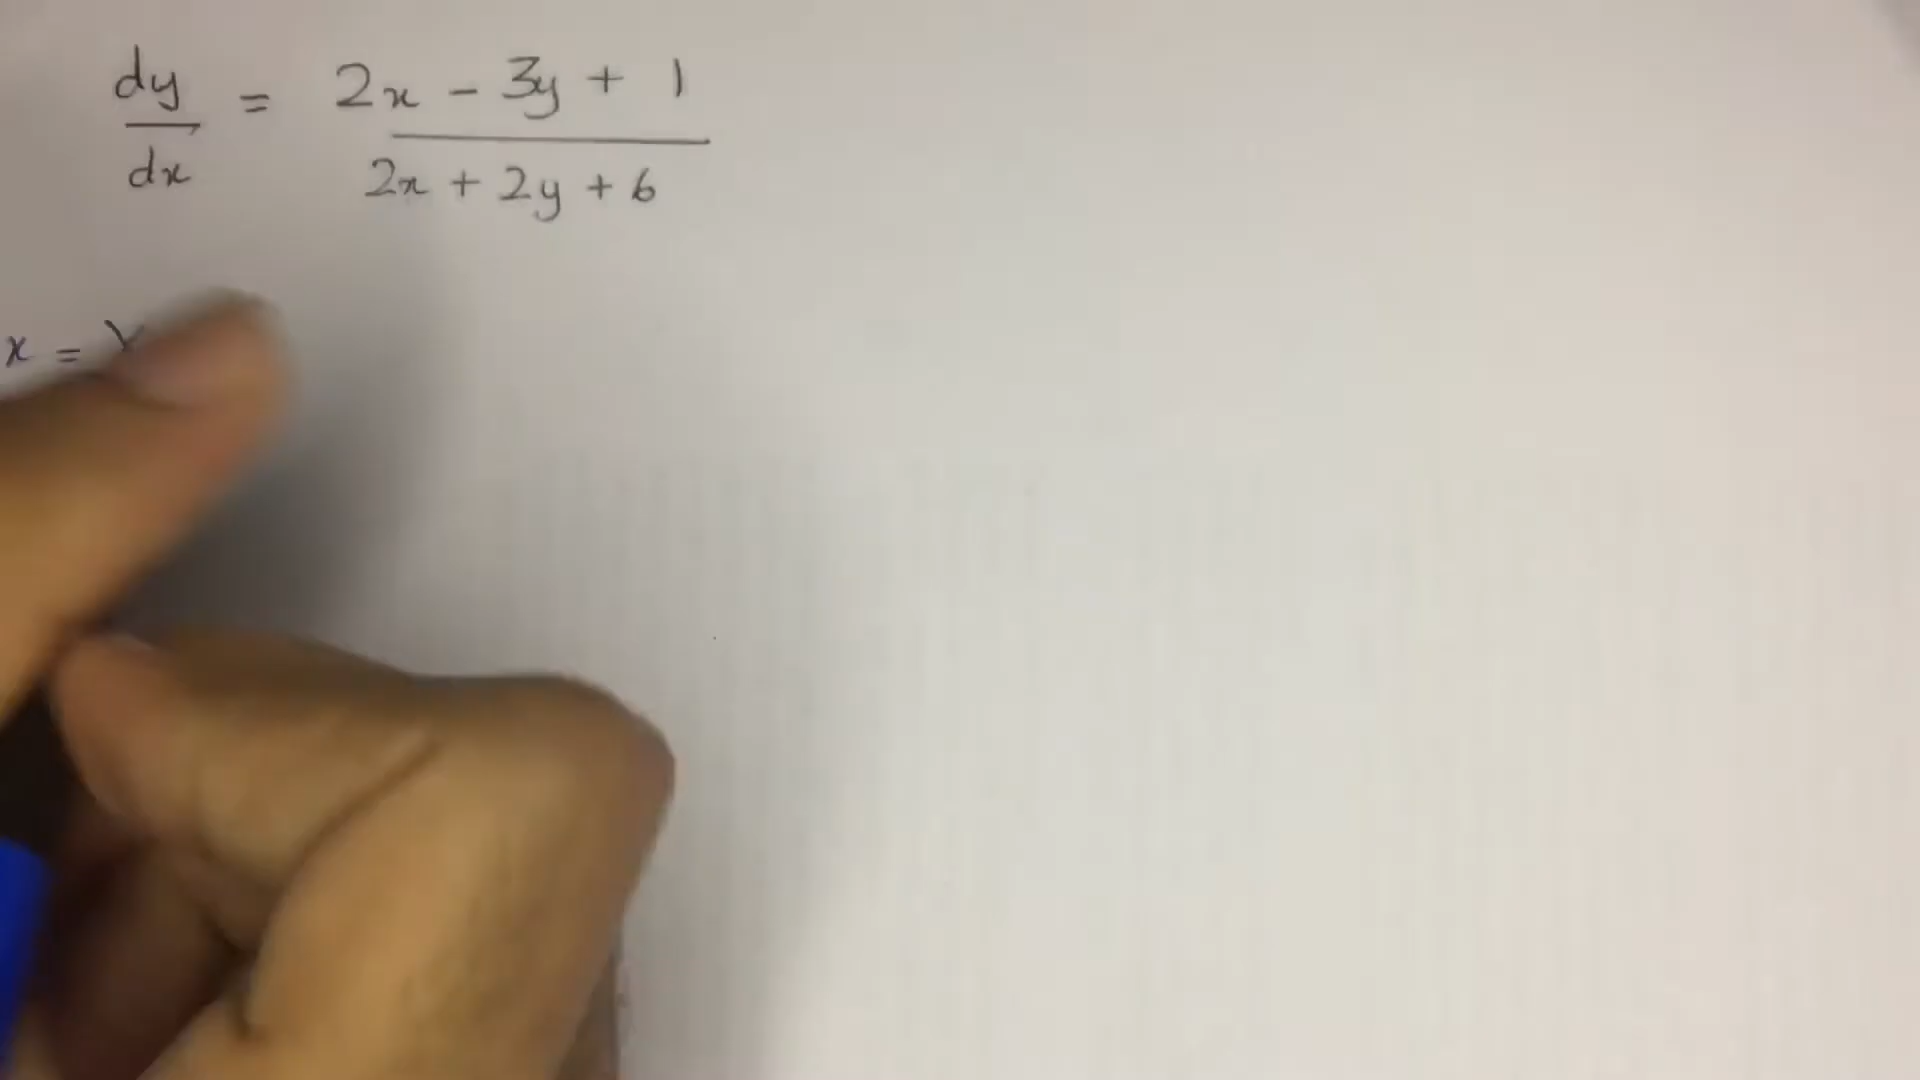 dy/dx = 2x - 3y + 1 / 2x + 2y + 6
x = X